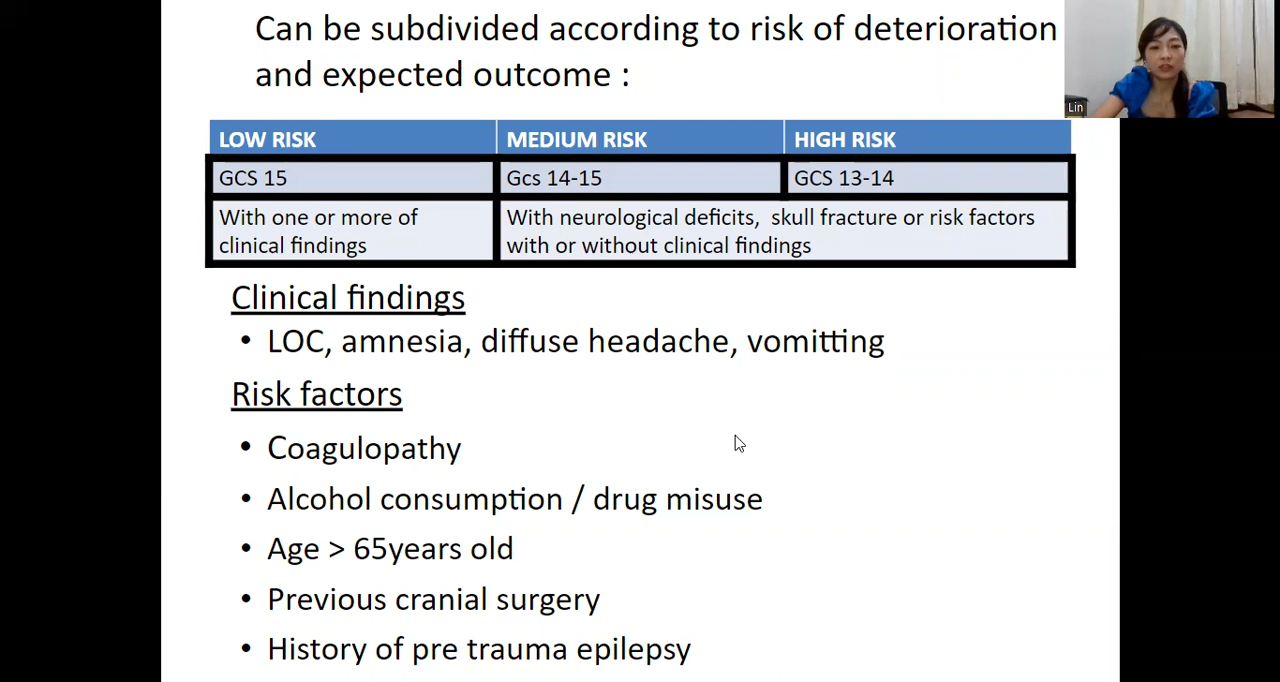 Can be subdivided according to risk of deterioration
and expected outcome :
Lin
LOW RISK
MEDIUM RISK
HIGH RISK
GCS 15
Gcs 14-15
GCS 13-14
With one or more of
clinical findings
With neurological deficits, skull fracture or risk factors
with or without clinical findings
Clinical findings
• LOC, amnesia, diffuse headache, vomitting
Risk factors
• Coagulopathy
• Alcohol consumption / drug misuse
• Age > 65years old
• Previous cranial surgery
• History of pre trauma epilepsy